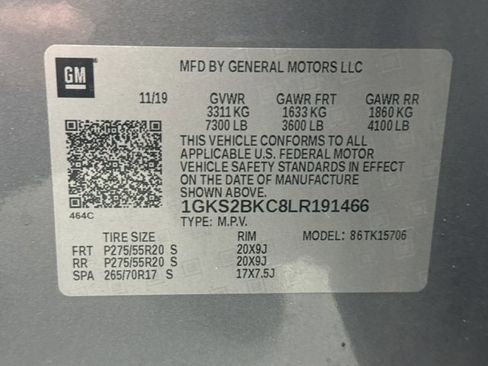 GM
MFD BY GENERAL MOTORS LLC
11/19 GVWR GAWR FRT GAWR RR
3311 KG 1633 KG 1860 KG
7300 LB 3600 LB 4100 LB
THIS VEHICLE CONFORMS TO ALL
APPLICABLE U.S. FEDERAL MOTOR
VEHICLE SAFETY STANDARDS IN EFFECT
ON THE DATE OF MANUFACTURE
SHOWN ABOVE.
464C
1GKS2BKC8LR191466
TYPE: M.P.V.
TIRE SIZE RIM MODEL: 86TK15706
FRT P275/55R20 S 20X9J
RR P275/55R20 S 20X9J
SPA 265/70R17 S 17X7.5J